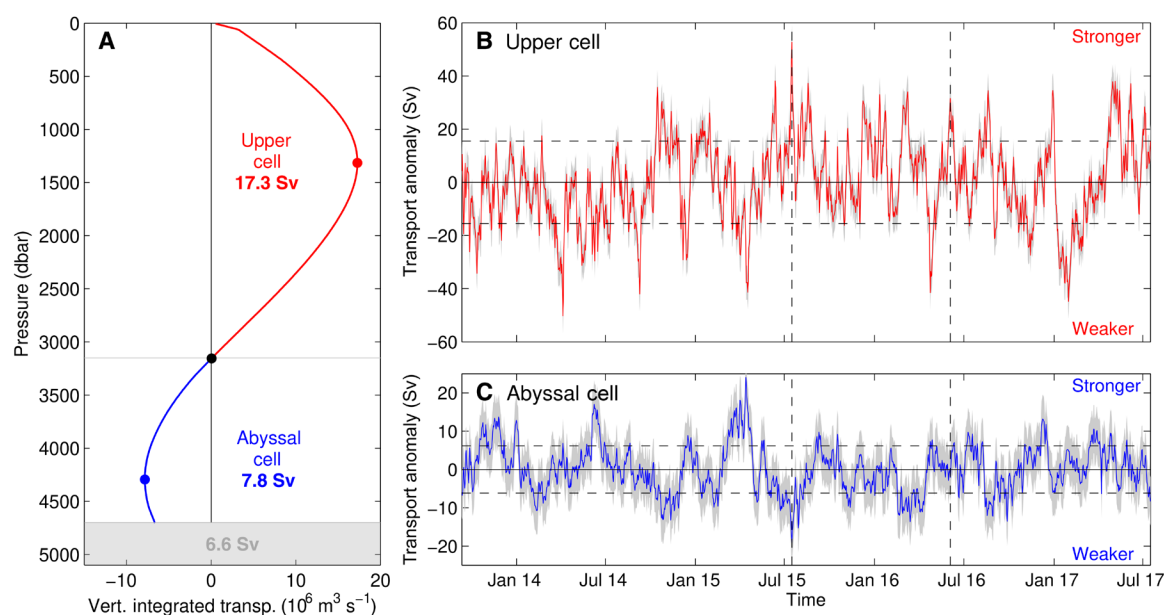 A
Upper
cell
17.3 Sv
Abyssal
cell
7.8 Sv
6.6 Sv
0
500
1000
1500
2000
2500
3000
3500
4000
4500
5000
Pressure (dbar)
−10 0 10 20
Vert. integrated transp. (10⁶ m³ s⁻¹)
B Upper cell
Stronger
Weaker
60
40
20
0
−20
−40
−60
Transport anomaly (Sv)
C Abyssal cell
Stronger
Weaker
20
10
0
−10
−20
Transport anomaly (Sv)
Jan 14 Jul 14 Jan 15 Jul 15 Jan 16 Jul 16 Jan 17 Jul 17
Time